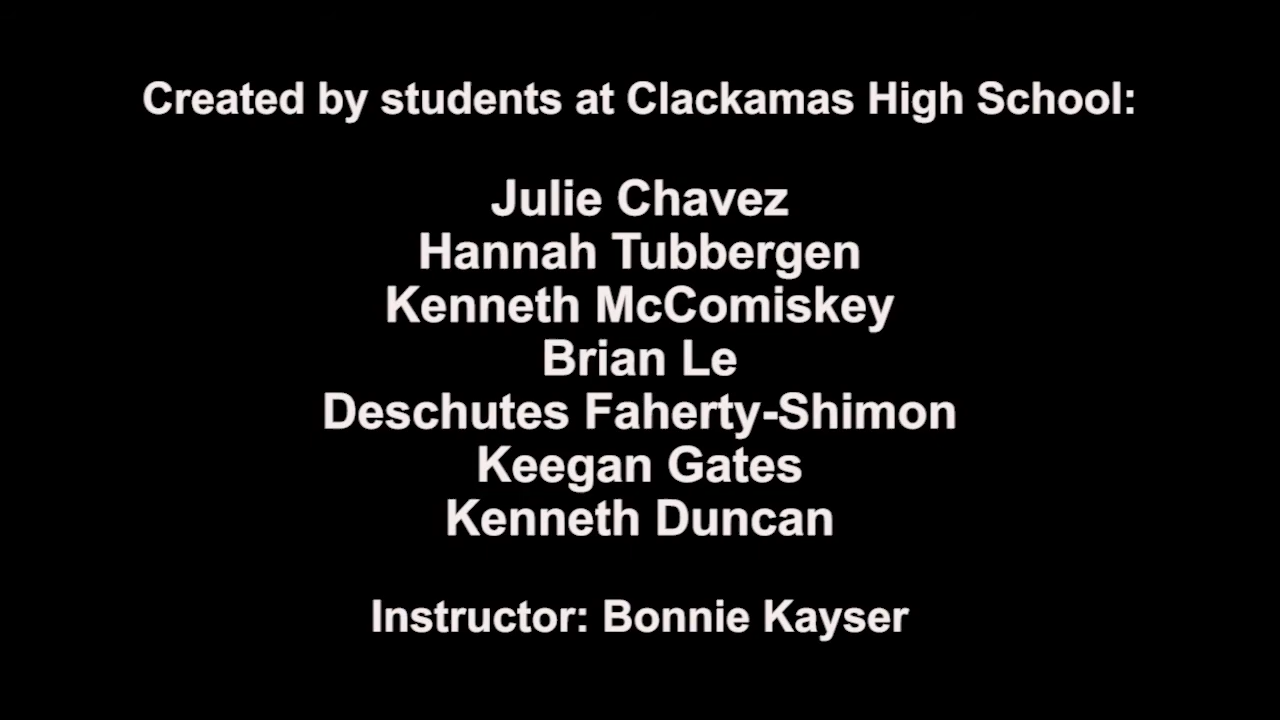 Created by students at Clackamas High School:
Julie Chavez
Hannah Tubbergen
Kenneth McComiskey
Brian Le
Deschutes Faherty-Shimon
Keegan Gates
Kenneth Duncan
Instructor: Bonnie Kayser